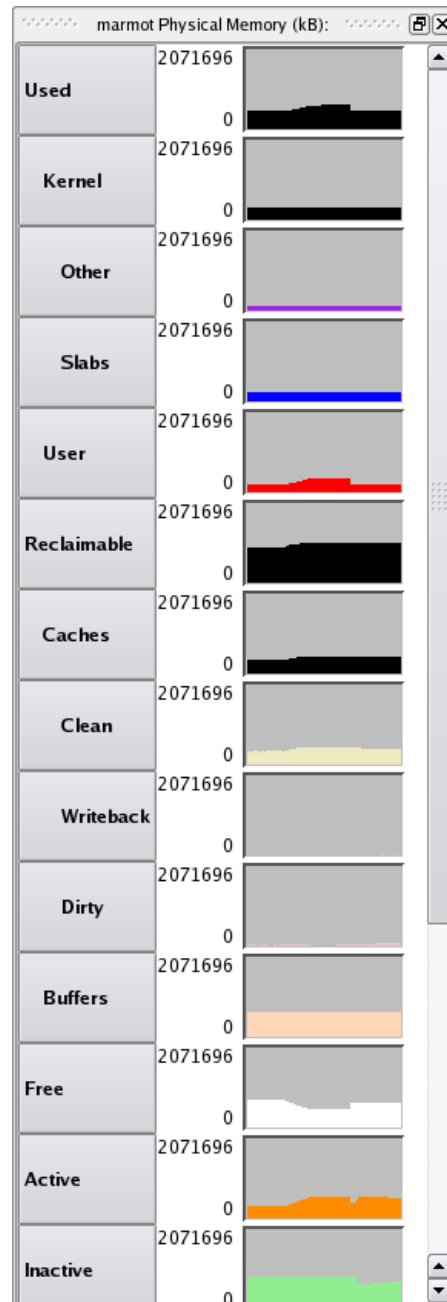 marmot Physical Memory (kB):
2071696
Used
0
2071696
Kernel
0
2071696
Other
0
2071696
Slabs
0
2071696
User
0
2071696
Reclaimable
0
2071696
Caches
0
2071696
Clean
0
2071696
Writeback
0
2071696
Dirty
0
2071696
Buffers
0
2071696
Free
0
2071696
Active
0
2071696
Inactive
0